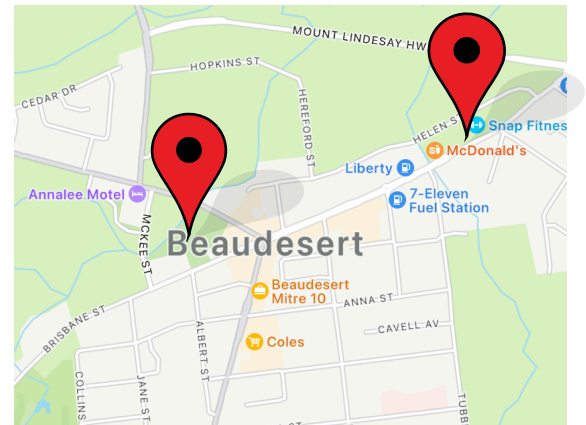 MOUNT LINDESAY HW
HOPKINS ST
CEDAR DR
HEREFORD ST
HELEN ST
Snap Fitnes
McDonald's
Liberty
Annalee Motel
7-Eleven
Fuel Station
MCKEE ST
Beaudesert
Beaudesert
Mitre 10
ANNA ST
BRISBANE ST
CAVELL AV
ALBERT ST
Coles
COLLINS
JANE ST
TUBB